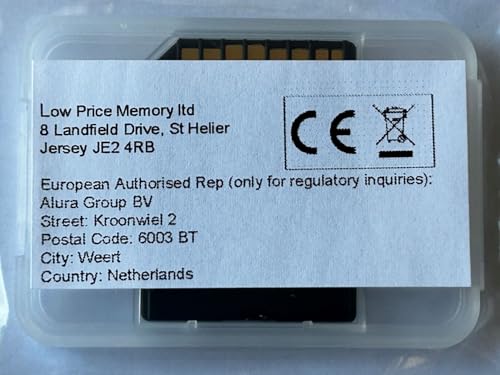 Low Price Memory ltd
8 Landfield Drive, St Helier
Jersey JE2 4RB
CE
European Authorised Rep (only for regulatory inquiries):
Alura Group BV
Street: Kroonwiel 2
Postal Code: 6003 BT
City: Weert
Country: Netherlands